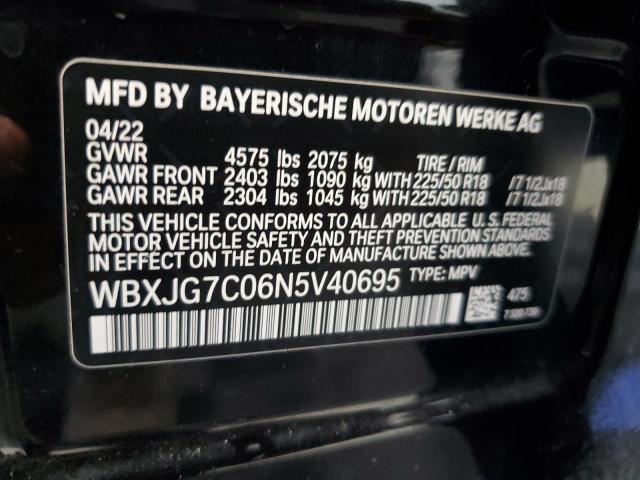 MFD BY BAYERISCHE MOTOREN WERKE AG
04/22
GVWR 4575 lbs 2075 kg TIRE / RIM
GAWR FRONT 2403 lbs 1090 kg WITH 225/50 R18 /7 1/2Jx18
GAWR REAR 2304 lbs 1045 kg WITH 225/50 R18 /7 1/2Jx18
THIS VEHICLE CONFORMS TO ALL APPLICABLE U.S. FEDERAL
MOTOR VEHICLE SAFETY AND THEFT PREVENTION STANDARDS
IN EFFECT ON THE DATE OF MANUFACTURE SHOWN ABOVE.
WBXJG7C06N5V40695 TYPE: MPV
475